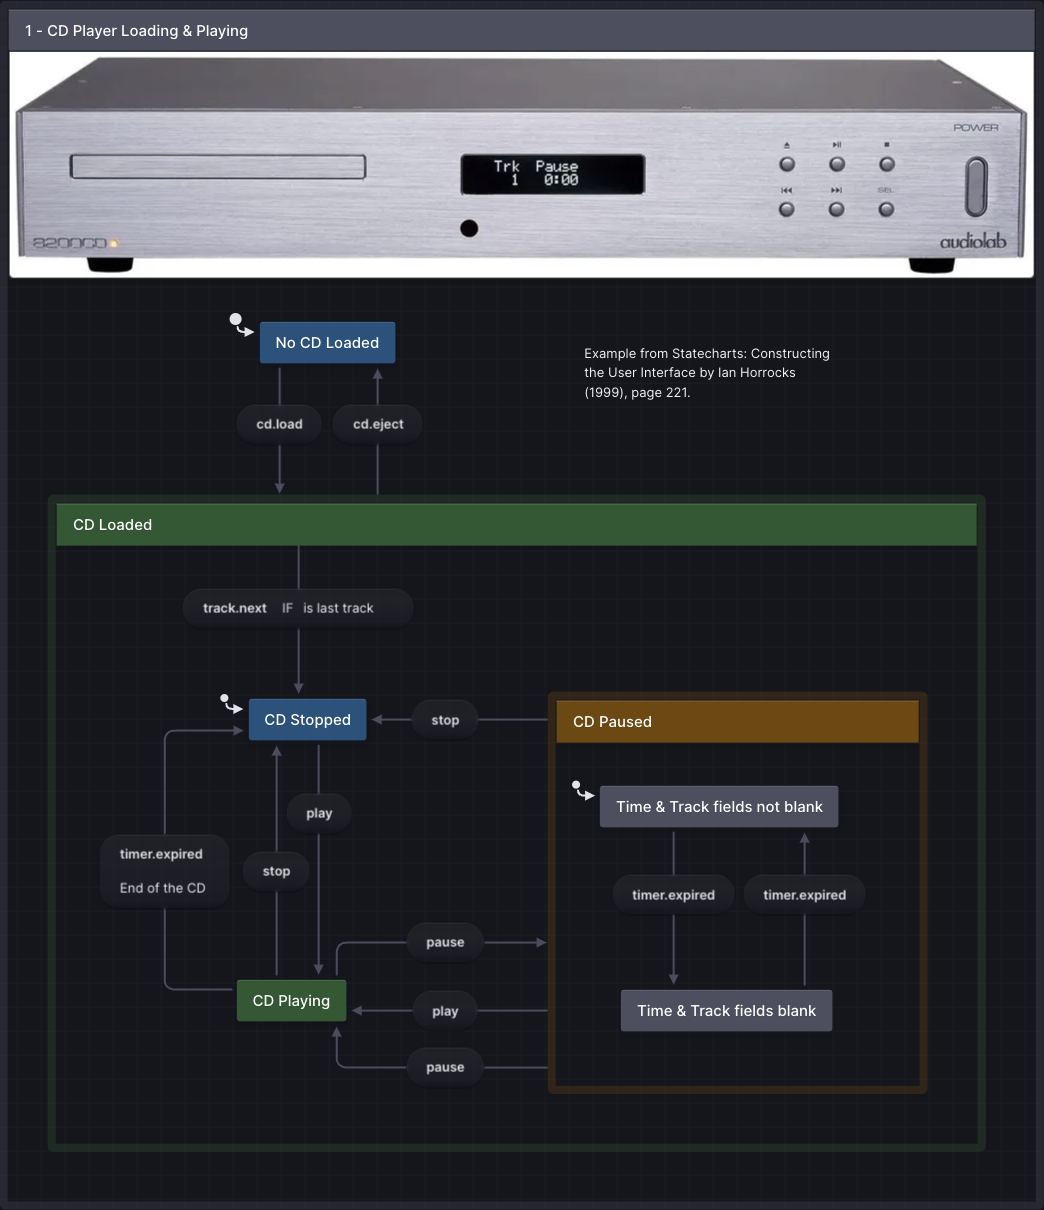 1 - CD Player Loading & Playing
POWER
Trk Pause
1 0:00
SEL
8200CD
audiolab
No CD Loaded
Example from Statecharts: Constructing
the User Interface by Ian Horrocks
(1999), page 221.
cd.load
cd.eject
CD Loaded
track.next IF is last track
CD Stopped
stop
CD Paused
Time & Track fields not blank
play
timer.expired
End of the CD
stop
timer.expired
timer.expired
pause
CD Playing
play
Time & Track fields blank
pause